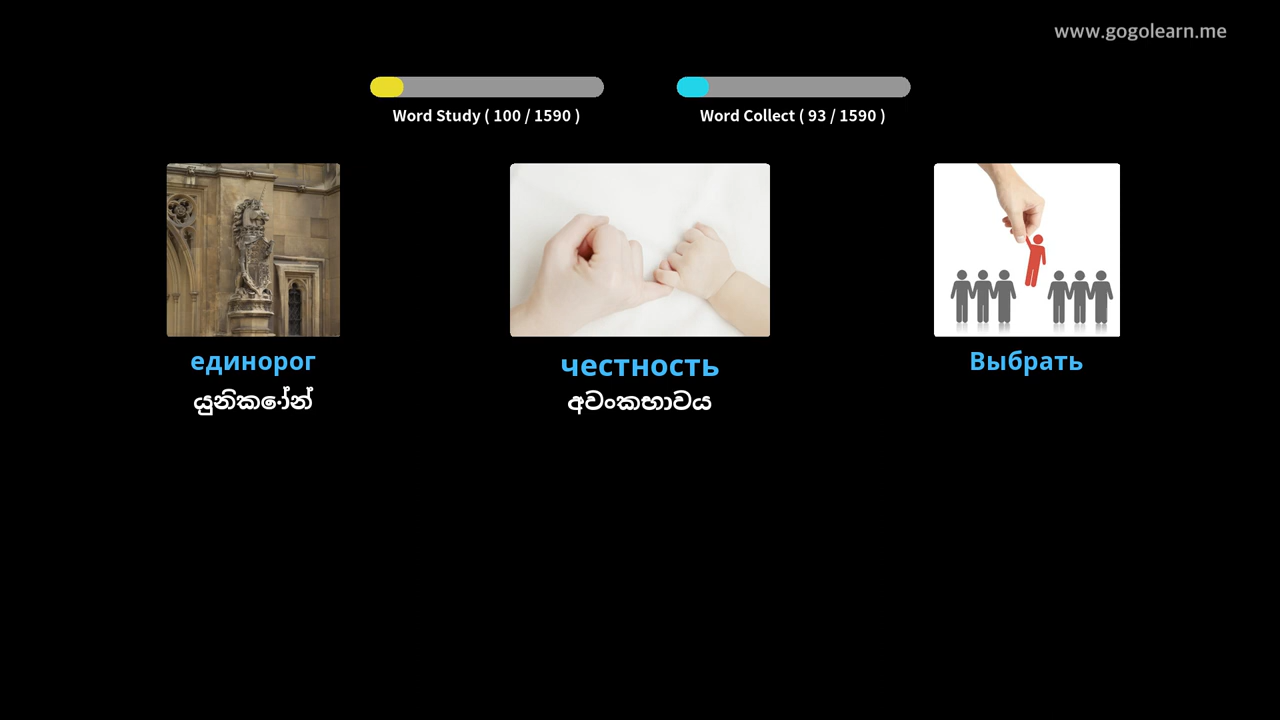 www.gogolearn.me
Word Study ( 100 / 1590 )
Word Collect ( 93 / 1590 )
единорог
යුනිකෝන්
честность
අවංකභාවය
Выбрать